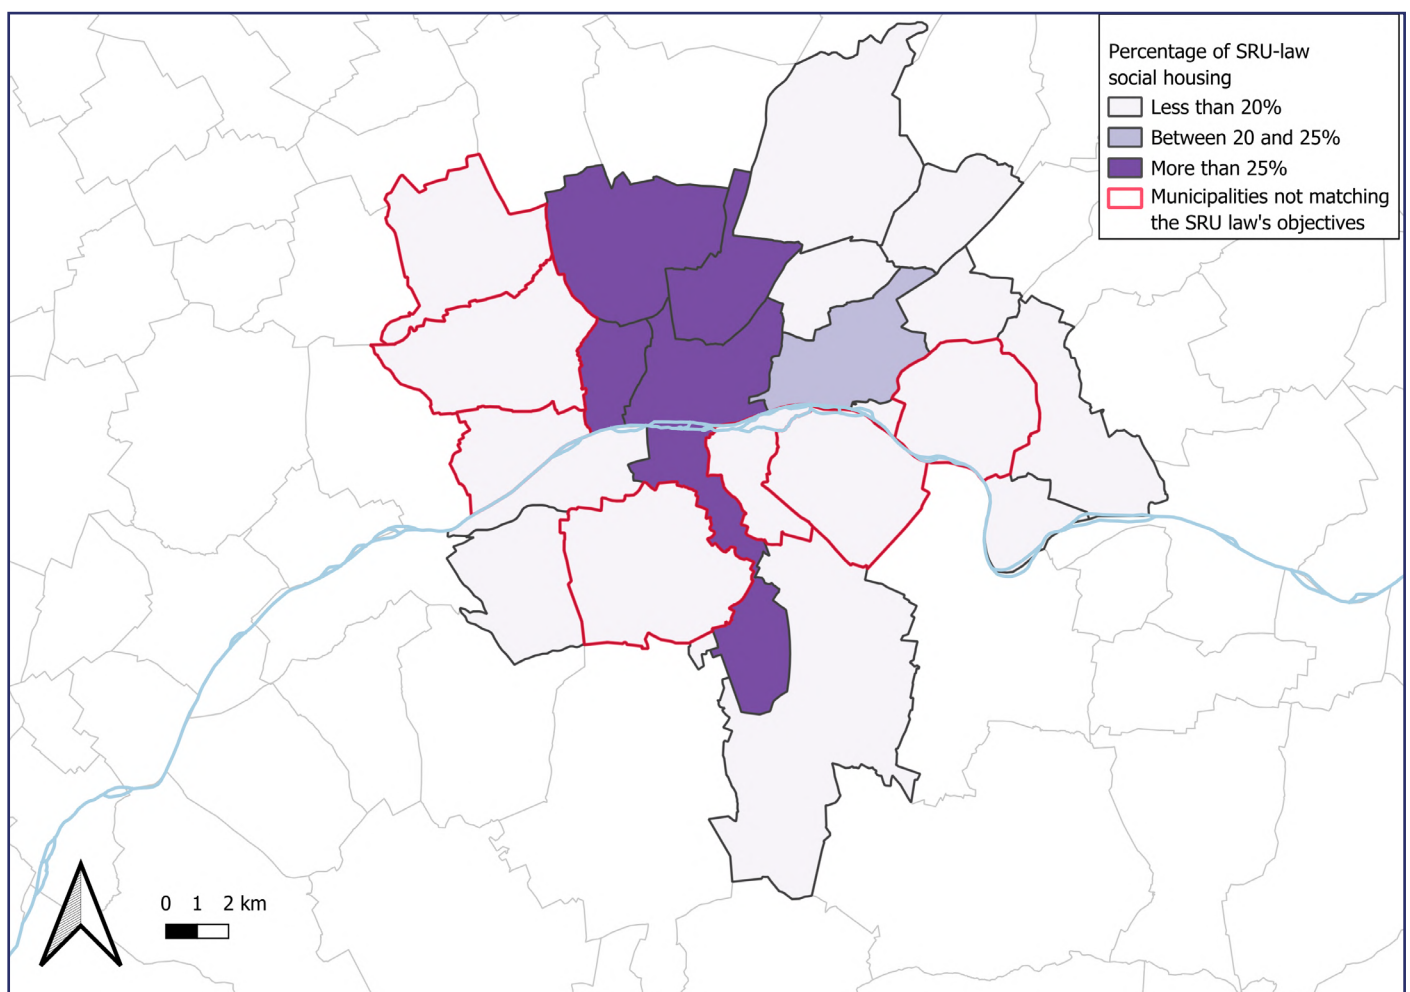 Percentage of SRU-law
social housing
Less than 20%
Between 20 and 25%
More than 25%
Municipalities not matching
the SRU law's objectives
0 1 2 km